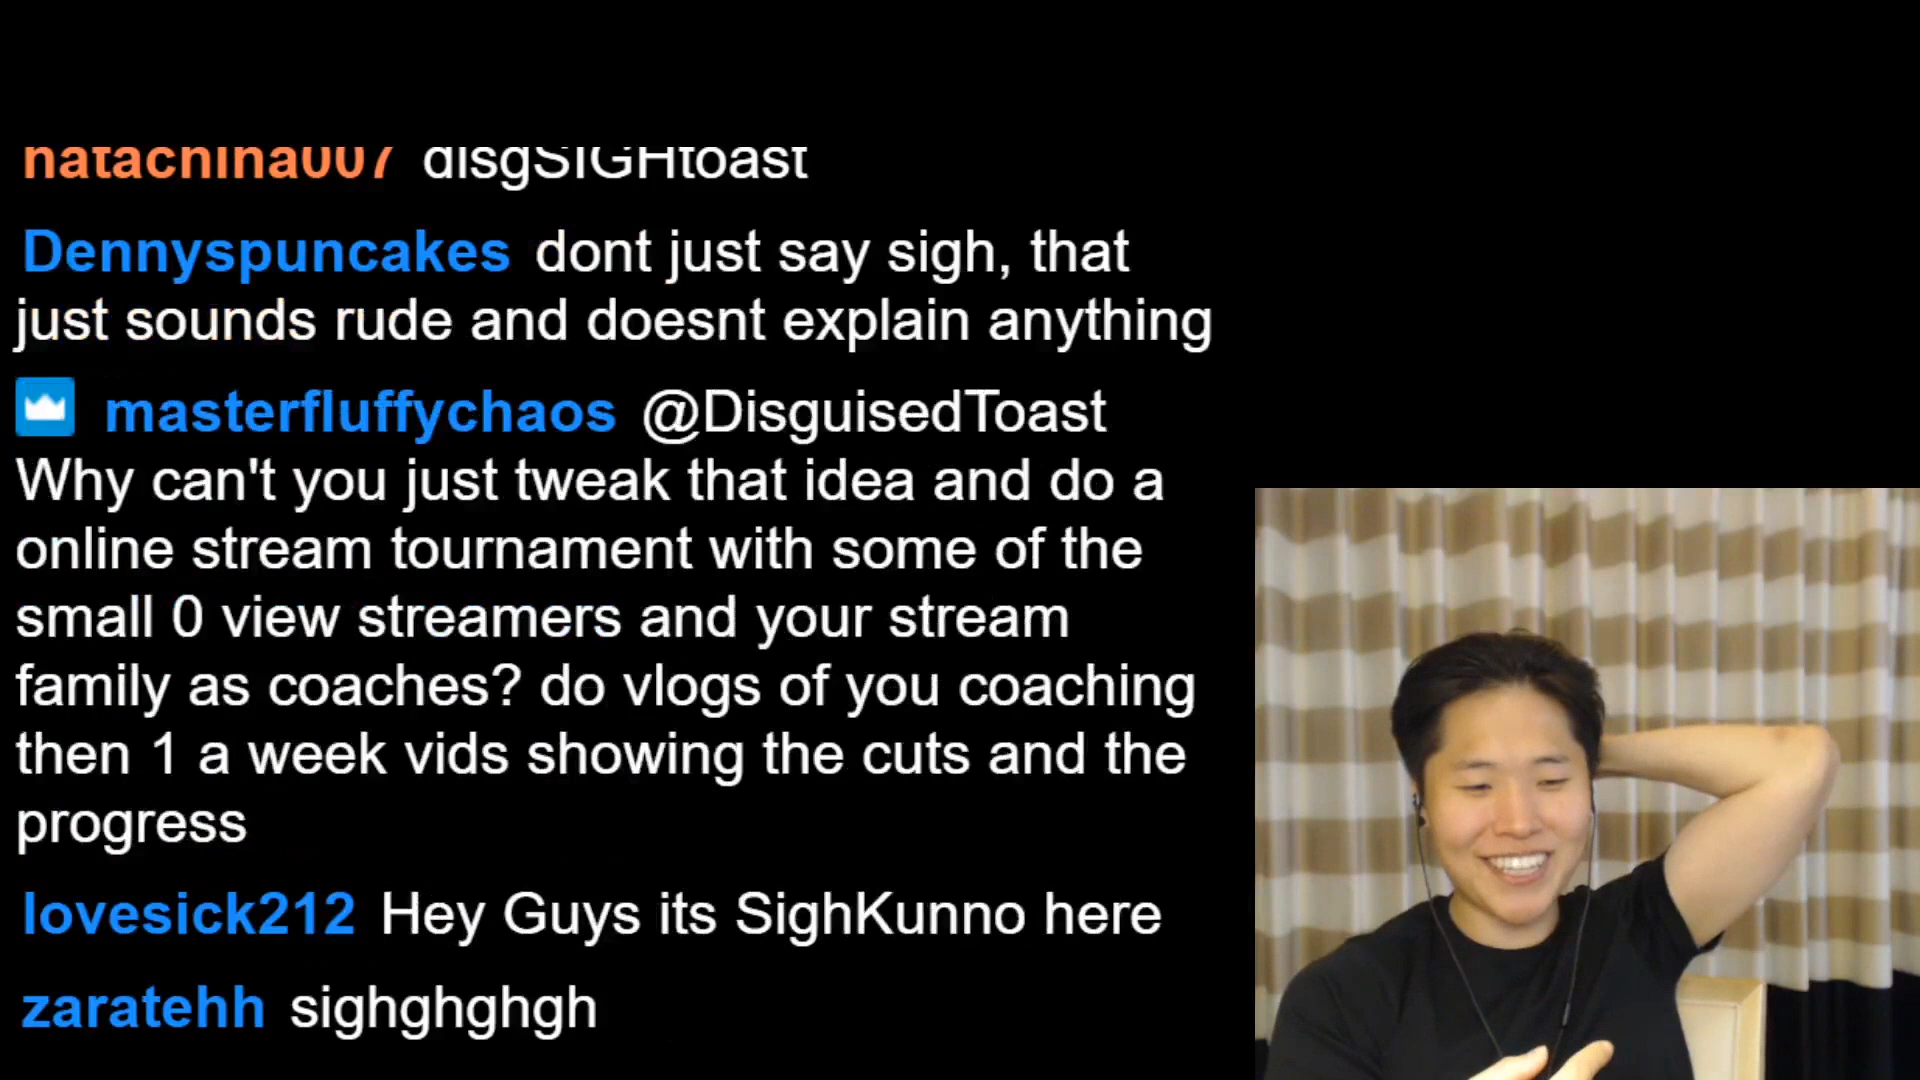 natachina007 disgSIGHtoast
Dennyspuncakes dont just say sigh, that
just sounds rude and doesnt explain anything
masterfluffychaos @DisguisedToast
Why can't you just tweak that idea and do a
online stream tournament with some of the
small 0 view streamers and your stream
family as coaches? do vlogs of you coaching
then 1 a week vids showing the cuts and the
progress
lovesick212 Hey Guys its SighKunno here
zaratehh sighghghgh